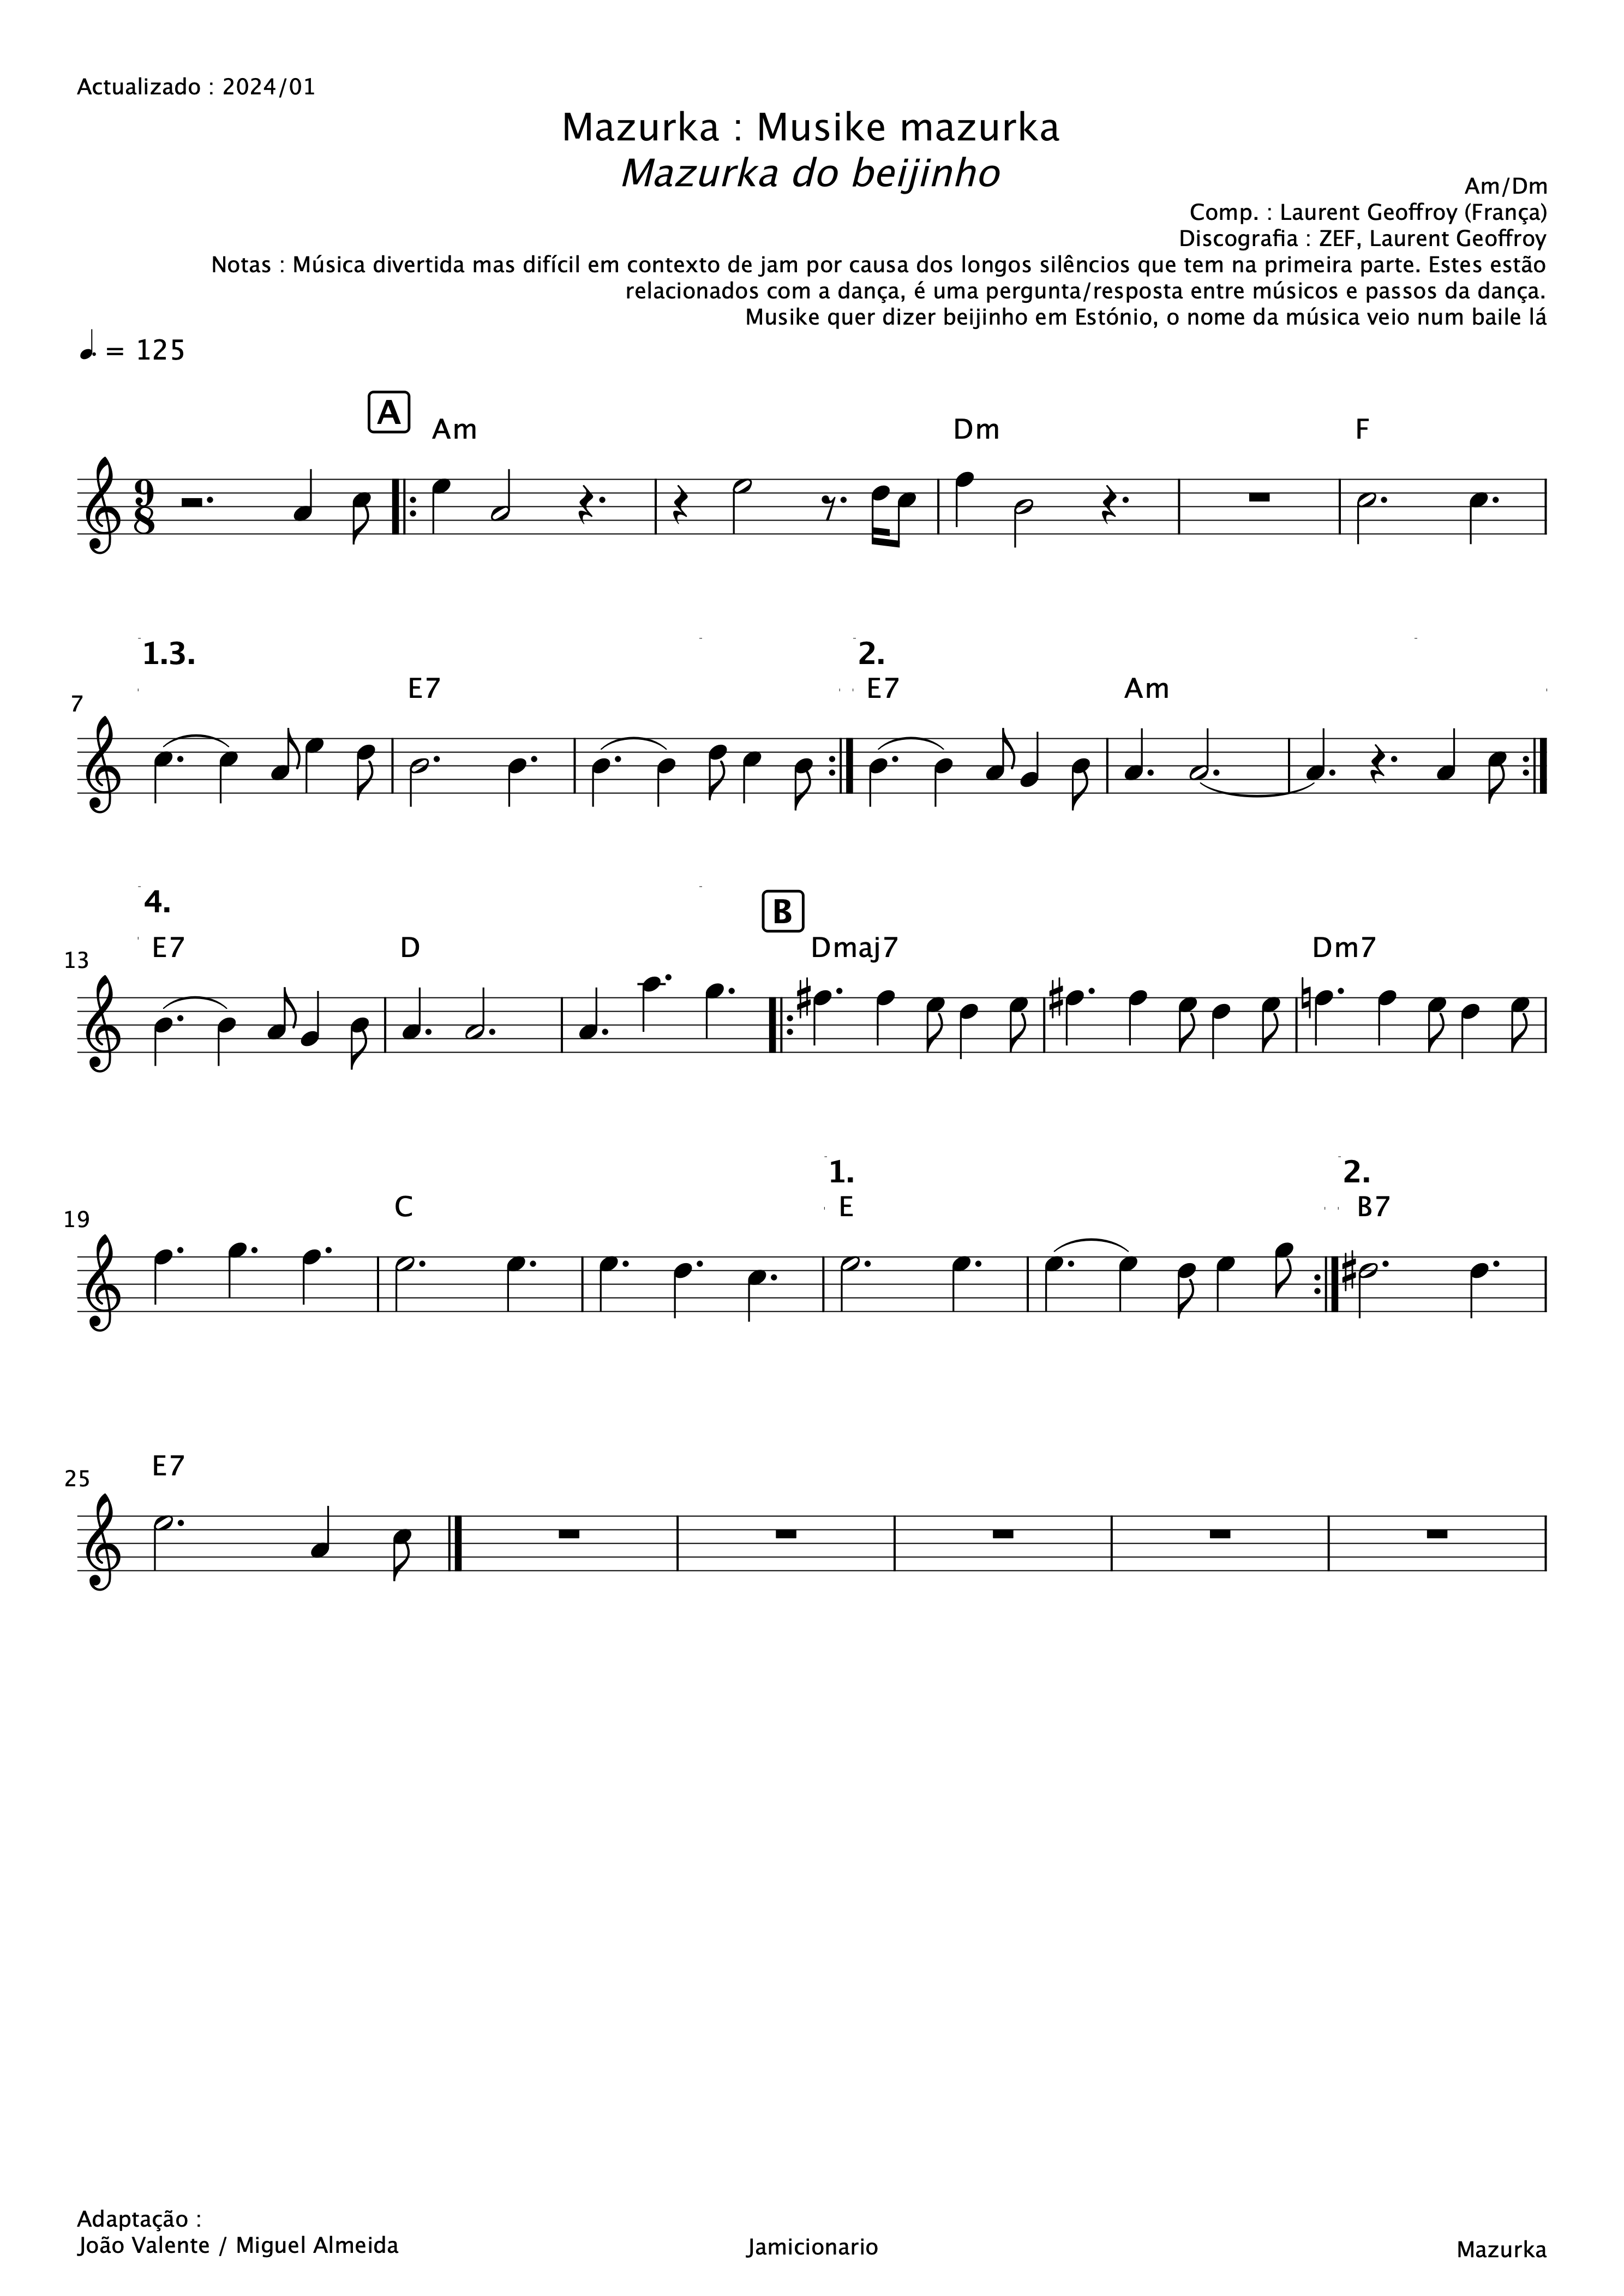 Actualizado : 2024/01
Mazurka : Musike mazurka
Mazurka do beijinho
Am/Dm
Comp. : Laurent Geoffroy (França)
Discografia : ZEF, Laurent Geoffroy
Notas : Música divertida mas difícil em contexto de jam por causa dos longos silêncios que tem na primeira parte. Estes estão
relacionados com a dança, é uma pergunta/resposta entre músicos e passos da dança.
Musike quer dizer beijinho em Estónio, o nome da música veio num baile lá
= 125
A
Am Dm F
9
8
1.3. 2.
7 E7 E7 Am
4. B
13 E7 D Dmaj7 Dm7
1. 2.
19 C E B7
25 E7
Adaptação :
João Valente / Miguel Almeida
Jamicionario
Mazurka